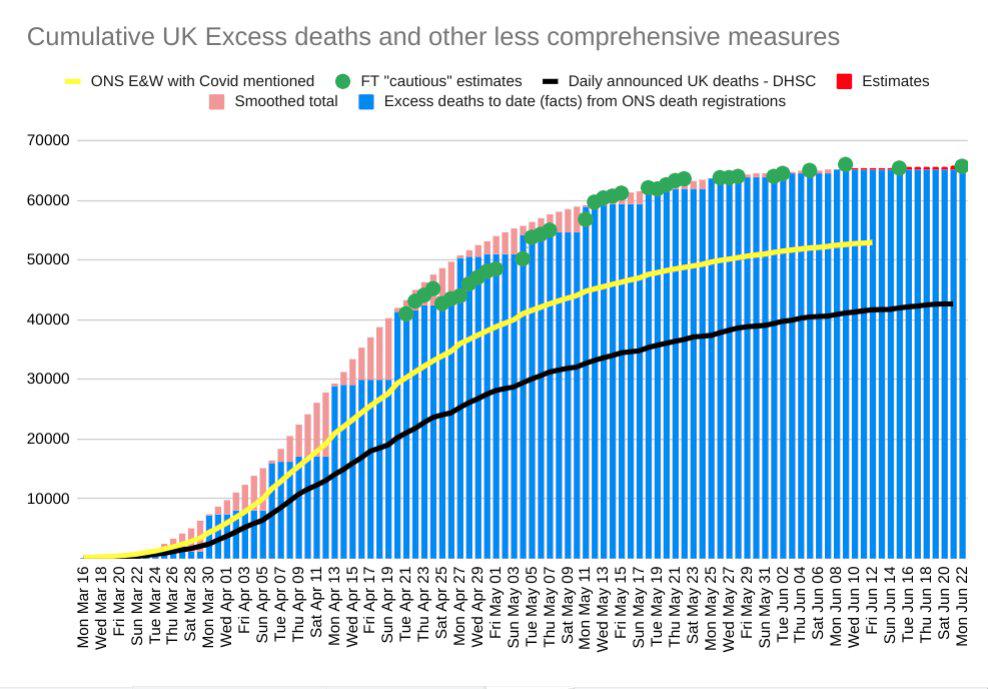 Cumulative UK Excess deaths and other less comprehensive measures
ONS E&W with Covid mentioned FT "cautious" estimates Daily announced UK deaths - DHSC Estimates
Smoothed total Excess deaths to date (facts) from ONS death registrations
70000
60000
50000
40000
30000
20000
10000
Mon Mar 16
Wed Mar 18
Fri Mar 20
Sun Mar 22
Tue Mar 24
Thu Mar 26
Sat Mar 28
Mon Mar 30
Wed Apr 01
Fri Apr 03
Sun Apr 05
Tue Apr 07
Thu Apr 09
Sat Apr 11
Mon Apr 13
Wed Apr 15
Fri Apr 17
Sun Apr 19
Tue Apr 21
Thu Apr 23
Sat Apr 25
Mon Apr 27
Wed Apr 29
Fri May 01
Sun May 03
Tue May 05
Thu May 07
Sat May 09
Mon May 11
Wed May 13
Fri May 15
Sun May 17
Tue May 19
Thu May 21
Sat May 23
Mon May 25
Wed May 27
Fri May 29
Sun May 31
Tue Jun 02
Thu Jun 04
Sat Jun 06
Mon Jun 08
Wed Jun 10
Fri Jun 12
Sun Jun 14
Tue Jun 16
Thu Jun 18
Sat Jun 20
Mon Jun 22